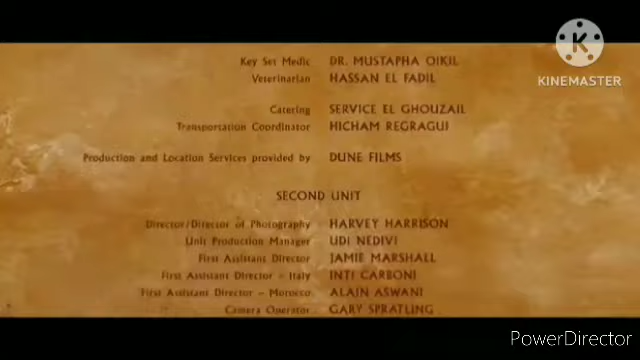 Key Set Medic DR. MUSTAPHA OIKIL
Veterinarian HASSAN EL FADIL
Catering SERVICE EL GHOUZAIL
Transportation Coordinator HICHAM REGRAGUI
Production and Location Services provided by DUNE FILMS
SECOND UNIT
Director/Director of Photography HARVEY HARRISON
Unit Production Manager UDI NEDIVI
First Assistant Director JAMIE MARSHALL
First Assistant Director – Italy INTI CARBONI
First Assistant Director – Morocco ALAIN ASWANI
Camera Operator GARY SPRATLING
K
KINEMASTER
PowerDirector